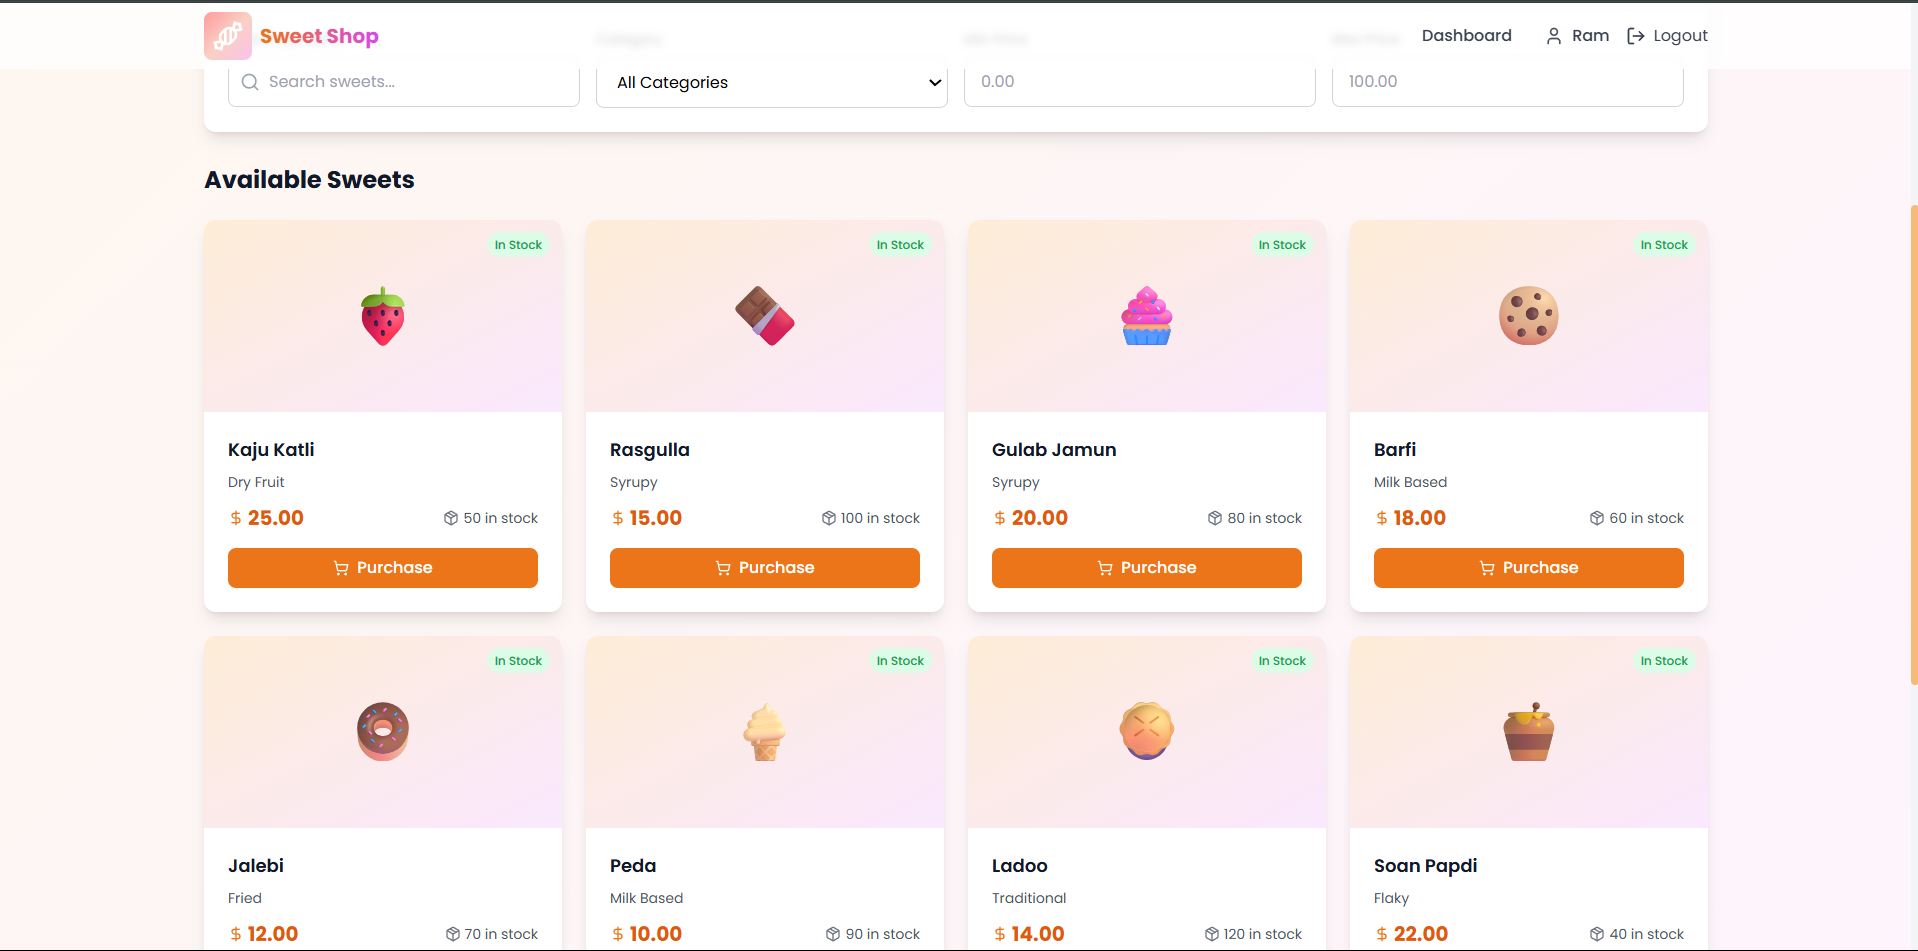 Sweet Shop
Dashboard
Ram
Logout
Search sweets...
All Categories
0.00
100.00
Available Sweets
In Stock
In Stock
In Stock
In Stock
Kaju Katli
Dry Fruit
$ 25.00
50 in stock
Purchase
Rasgulla
Syrupy
$ 15.00
100 in stock
Purchase
Gulab Jamun
Syrupy
$ 20.00
80 in stock
Purchase
Barfi
Milk Based
$ 18.00
60 in stock
Purchase
In Stock
In Stock
In Stock
In Stock
Jalebi
Fried
$ 12.00
70 in stock
Peda
Milk Based
$ 10.00
90 in stock
Ladoo
Traditional
$ 14.00
120 in stock
Soan Papdi
Flaky
$ 22.00
40 in stock